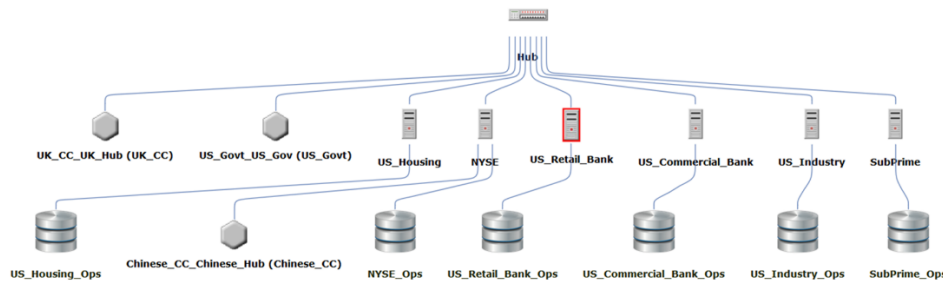 Hub
UK_CC_UK_Hub (UK_CC)
US_Govt_US_Gov (US_Govt)
US_Housing
NYSE
US_Retail_Bank
US_Commercial_Bank
US_Industry
SubPrime
US_Housing_Ops
Chinese_CC_Chinese_Hub (Chinese_CC)
NYSE_Ops
US_Retail_Bank_Ops
US_Commercial_Bank_Ops
US_Industry_Ops
SubPrime_Ops